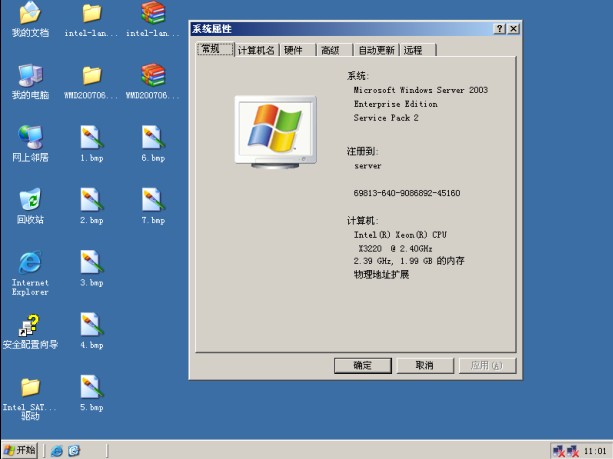 我的文档
intel-lan...
intel-lan...
我的电脑
WMD200706...
WMD200706...
网上邻居
1.bmp
6.bmp
回收站
2.bmp
7.bmp
Internet
Explorer
3.bmp
安全配置向导
4.bmp
Intel_SAT...
驱动
5.bmp
系统属性
常规 计算机名 硬件 高级 自动更新 远程
系统:
Microsoft Windows Server 2003
Enterprise Edition
Service Pack 2
注册到:
server
69813-640-9086892-45160
计算机:
Intel(R) Xeon(R) CPU
X3220 @ 2.40GHz
2.39 GHz, 1.99 GB 的内存
物理地址扩展
确定 取消 应用(A)
开始
11:01